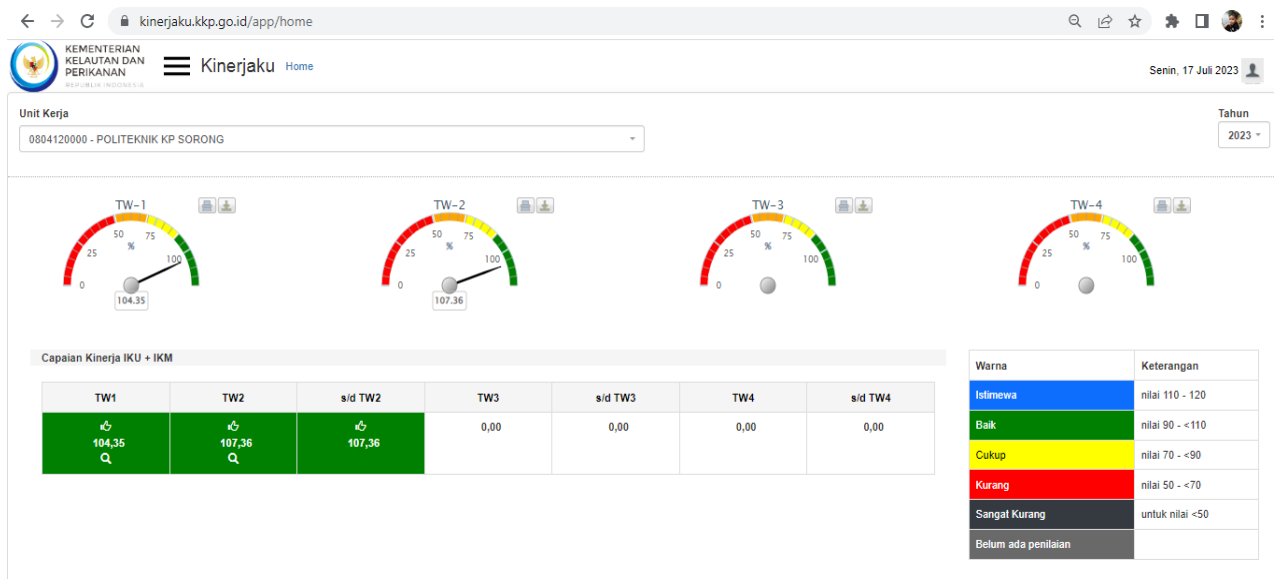 kinerjaku.kkp.go.id/app/home
KEMENTERIAN
KELAUTAN DAN
PERIKANAN
REPUBLIK INDONESIA
Kinerjaku Home
Senin, 17 Juli 2023
Unit Kerja
Tahun
0804120000 - POLITEKNIK KP SORONG
2023
TW-1
0
25
50
75
100
%
104.35
TW-2
0
25
50
75
100
%
107.36
TW-3
0
25
50
75
100
%
TW-4
0
25
50
75
100
%
Capaian Kinerja IKU + IKM
TW1 TW2 s/d TW2 TW3 s/d TW3 TW4 s/d TW4
104,35 107,36 107,36 0,00 0,00 0,00 0,00
Warna Keterangan
Istimewa nilai 110 - 120
Baik nilai 90 - <110
Cukup nilai 70 - <90
Kurang nilai 50 - <70
Sangat Kurang untuk nilai <50
Belum ada penilaian